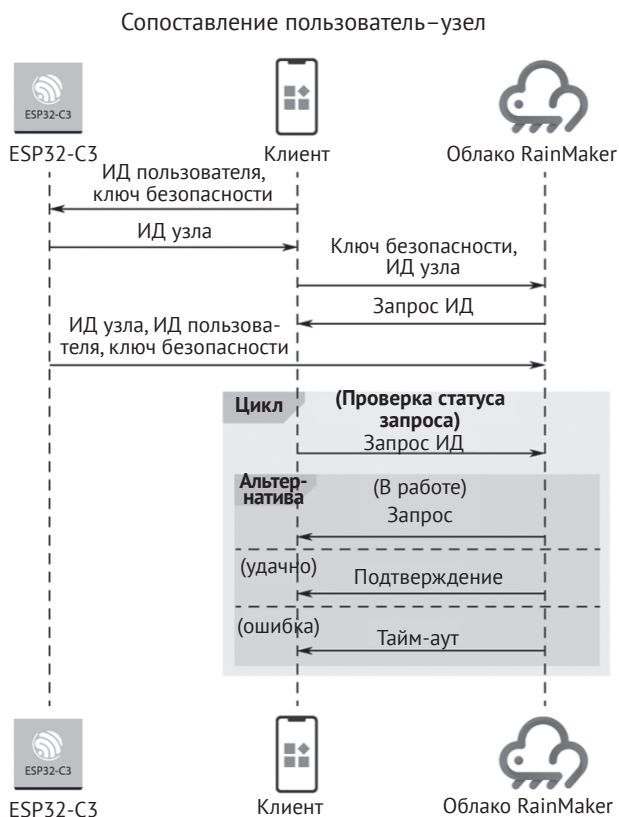 Сопоставление пользователь–узел
ESP32-C3
ESP32-C3
Клиент
Облако RainMaker
ИД пользователя,
ключ безопасности
ИД узла
Ключ безопасности,
ИД узла
Запрос ИД
ИД узла, ИД пользова-
теля, ключ безопасности
Цикл
(Проверка статуса
запроса)
Запрос ИД
Альтер-
натива
(В работе)
Запрос
(удачно)
Подтверждение
(ошибка)
Тайм-аут
ESP32-C3
ESP32-C3
Клиент
Облако RainMaker